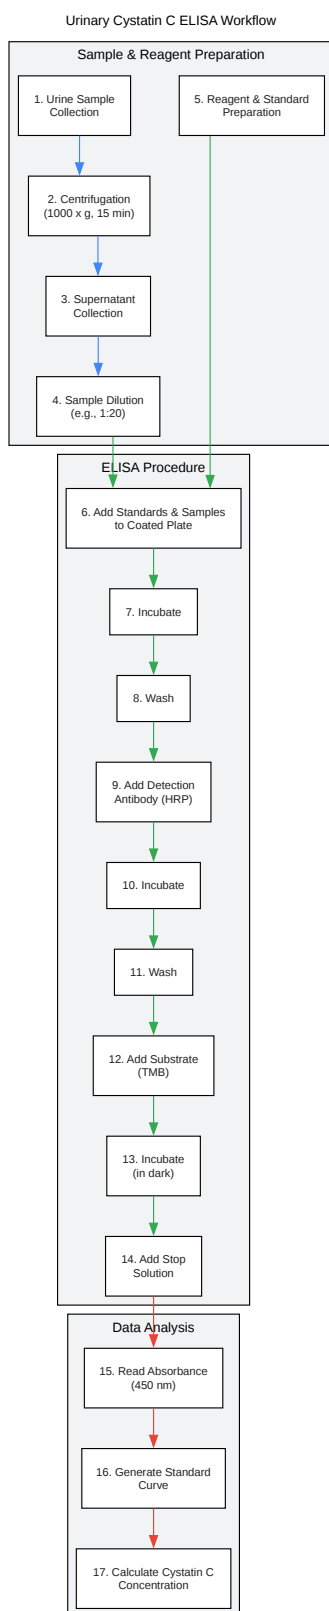 Urinary Cystatin C ELISA Workflow
Sample & Reagent Preparation
1. Urine Sample
Collection
5. Reagent & Standard
Preparation
2. Centrifugation
(1000 x g, 15 min)
3. Supernatant
Collection
4. Sample Dilution
(e.g., 1:20)
ELISA Procedure
6. Add Standards & Samples
to Coated Plate
7. Incubate
8. Wash
9. Add Detection
Antibody (HRP)
10. Incubate
11. Wash
12. Add Substrate
(TMB)
13. Incubate
(in dark)
14. Add Stop
Solution
Data Analysis
15. Read Absorbance
(450 nm)
16. Generate Standard
Curve
17. Calculate Cystatin C
Concentration